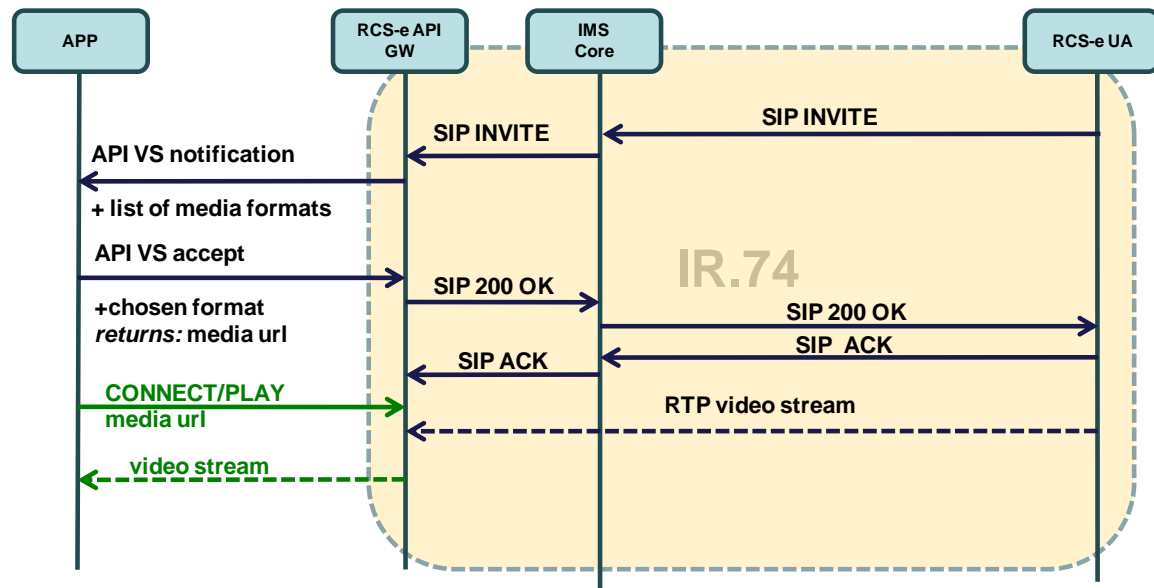 APP
RCS-e API
GW
IMS
Core
RCS-e UA
SIP INVITE
SIP INVITE
API VS notification
+ list of media formats
API VS accept
IR.74
SIP 200 OK
+chosen format
returns: media url
SIP 200 OK
SIP ACK
SIP ACK
CONNECT/PLAY
media url
RTP video stream
video stream